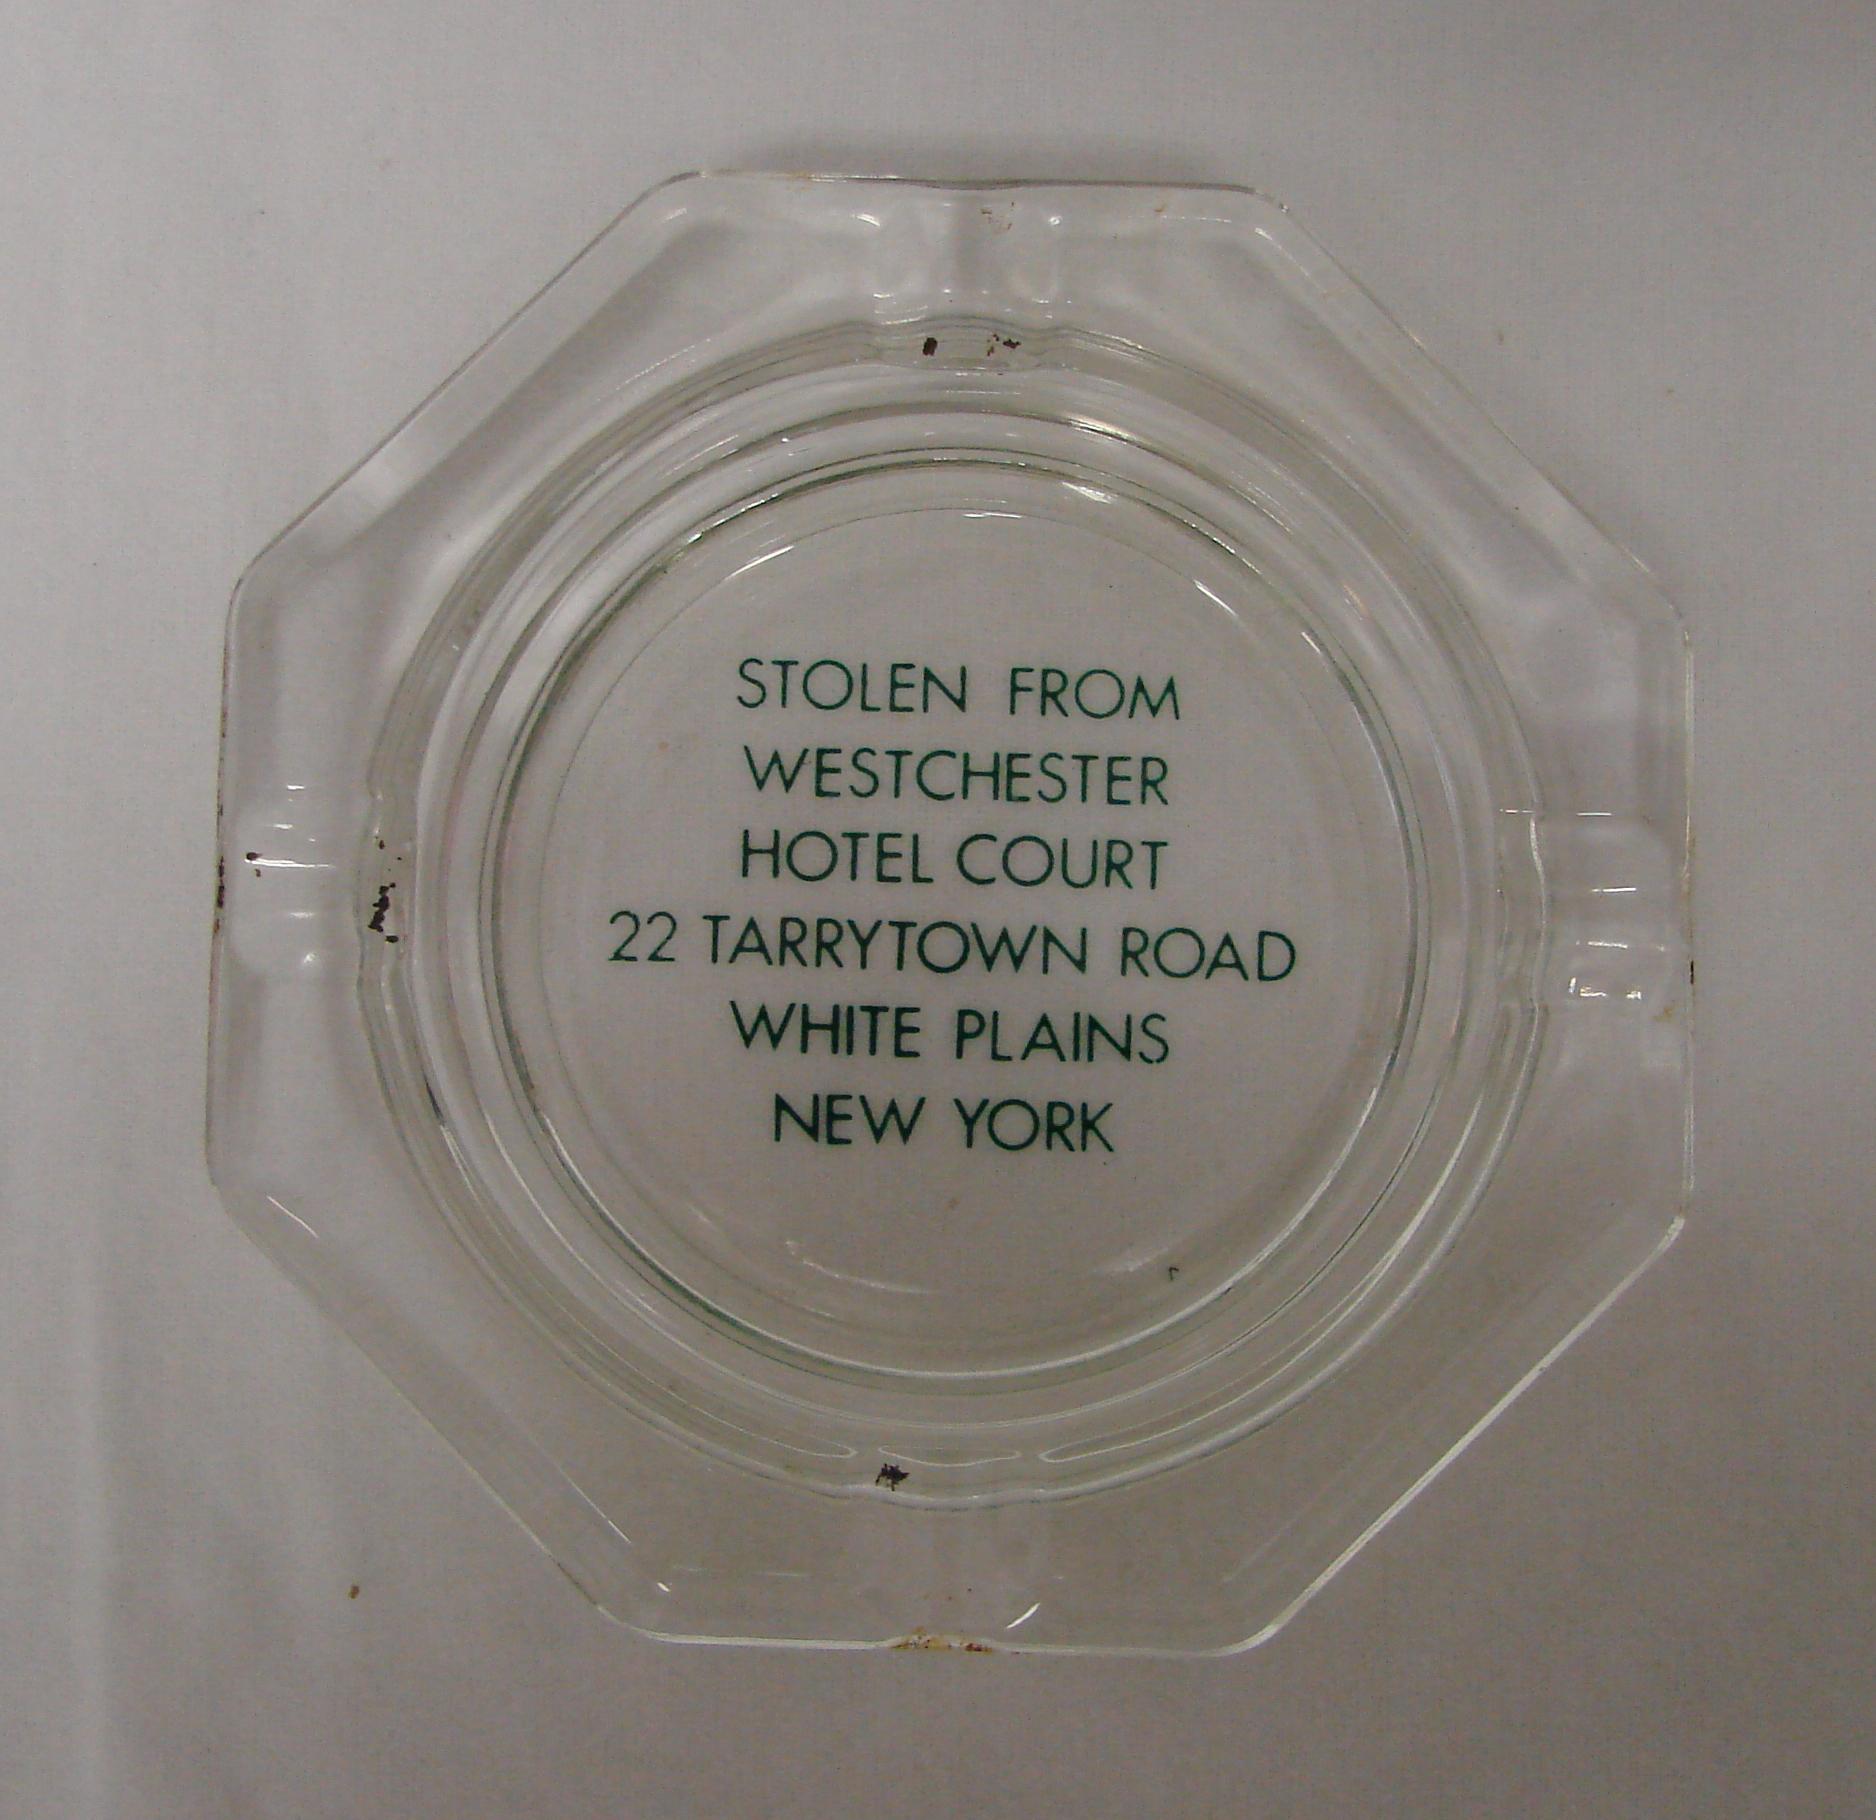 STOLEN FROM
WESTCHESTER
HOTEL COURT
22 TARRYTOWN ROAD
WHITE PLAINS
NEW YORK